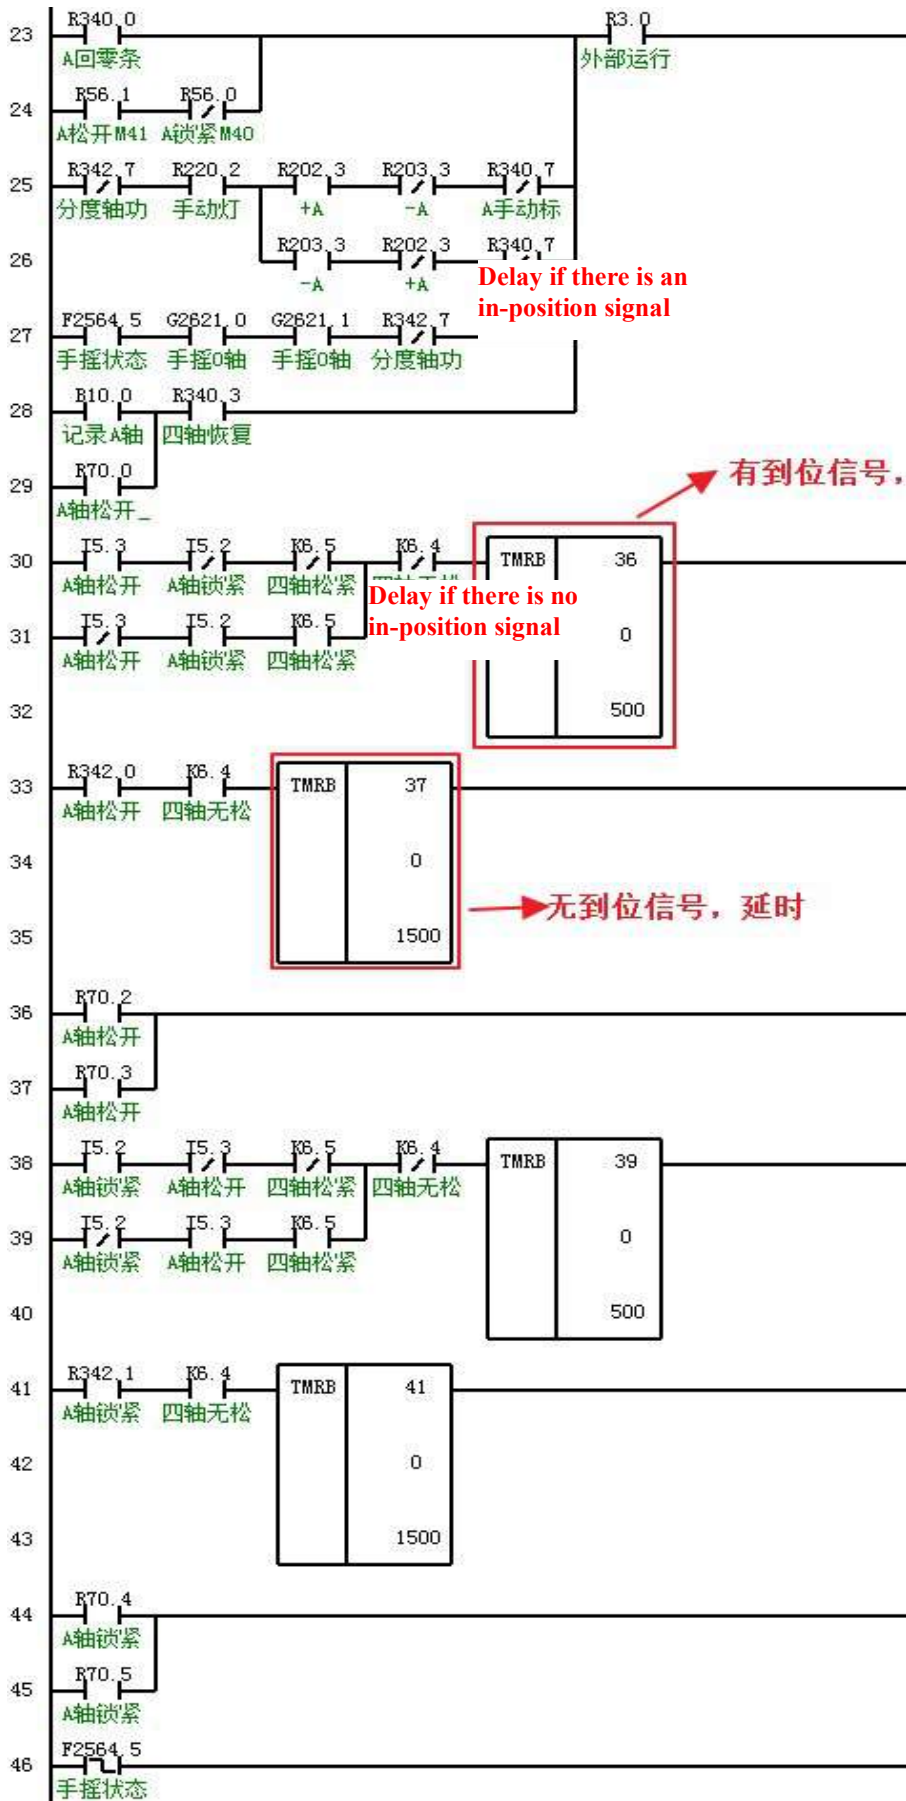 23 R340.0 R3.0
A回零条 外部运行
24 R56.1 R56.0
A松开M41 A锁紧M40
25 R342.7 R220.2 R202.3 R203.3 R340.7
分度轴功 手动灯 +A -A A手动标
26 R203.3 R202.3 R340.7
-A +A
Delay if there is an
in-position signal
27 F2564.5 G2621.0 G2621.1 R342.7
手摇状态 手摇0轴 手摇0轴 分度轴功
28 B10.0 R340.3
记录A轴 四轴恢复
29 R70.0
A轴松开_
有到位信号，
30 I5.3 I5.2 K6.5 K6.4 TMRB 36
A轴松开 A轴锁紧 四轴松紧
Delay if there is no
in-position signal
31 I5.3 I5.2 K6.5 0
A轴松开 A轴锁紧 四轴松紧
32 500
33 R342.0 K6.4 TMRB 37
A轴松开 四轴无松
34 0
无到位信号，延时
35 1500
36 R70.2
A轴松开
37 R70.3
A轴松开
38 I5.2 I5.3 K6.5 K6.4 TMRB 39
A轴锁紧 A轴松开 四轴松紧 四轴无松
39 I5.2 I5.3 K6.5 0
A轴锁紧 A轴松开 四轴松紧
40 500
41 R342.1 K6.4 TMRB 41
A轴锁紧 四轴无松
42 0
43 1500
44 R70.4
A轴锁紧
45 R70.5
A轴锁紧
46 F2564.5
手摇状态